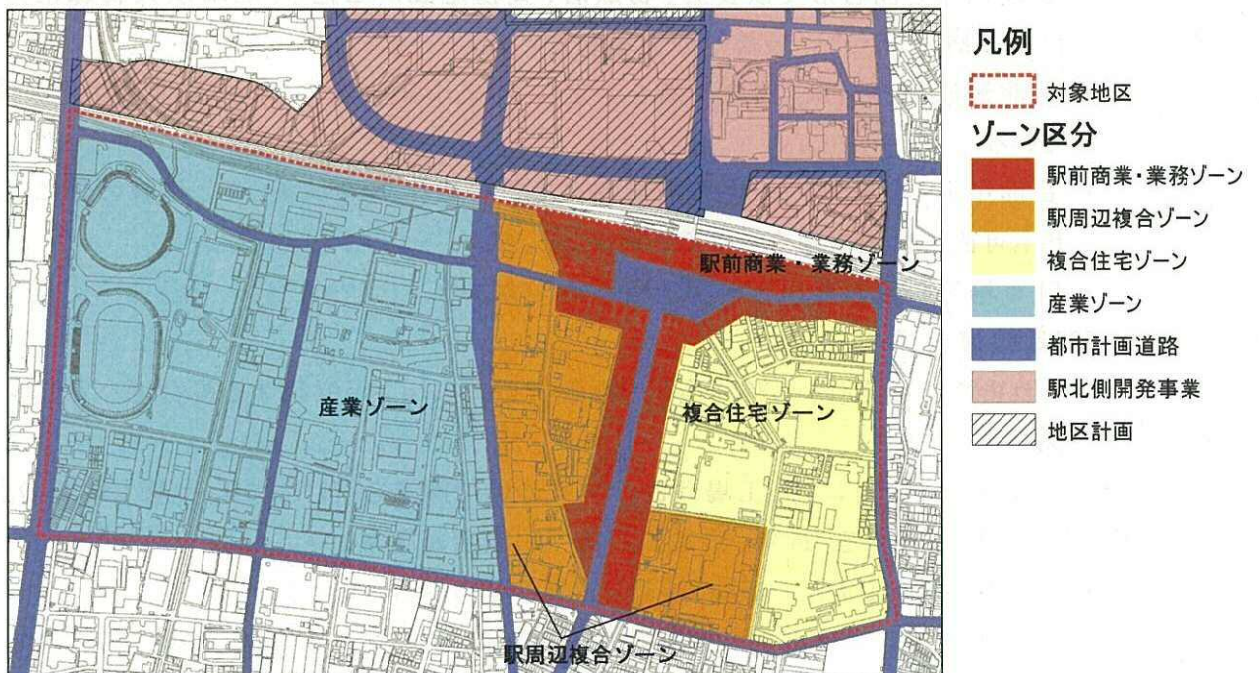 凡例
対象地区
ゾーン区分
駅前商業・業務ゾーン
駅周辺複合ゾーン
複合住宅ゾーン
産業ゾーン
都市計画道路
駅北側開発事業
地区計画
駅前商業・業務ゾーン
産業ゾーン
複合住宅ゾーン
駅周辺複合ゾーン